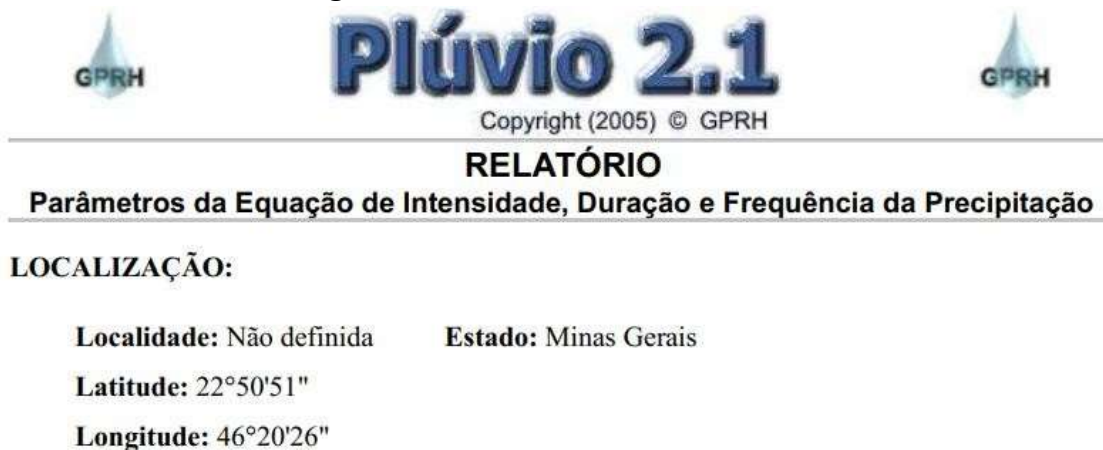 GPRH
Plúvio 2.1
GPRH
Copyright (2005) © GPRH
RELATÓRIO
Parâmetros da Equação de Intensidade, Duração e Frequência da Precipitação
LOCALIZAÇÃO:
Localidade: Não definida Estado: Minas Gerais
Latitude: 22°50'51"
Longitude: 46°20'26"